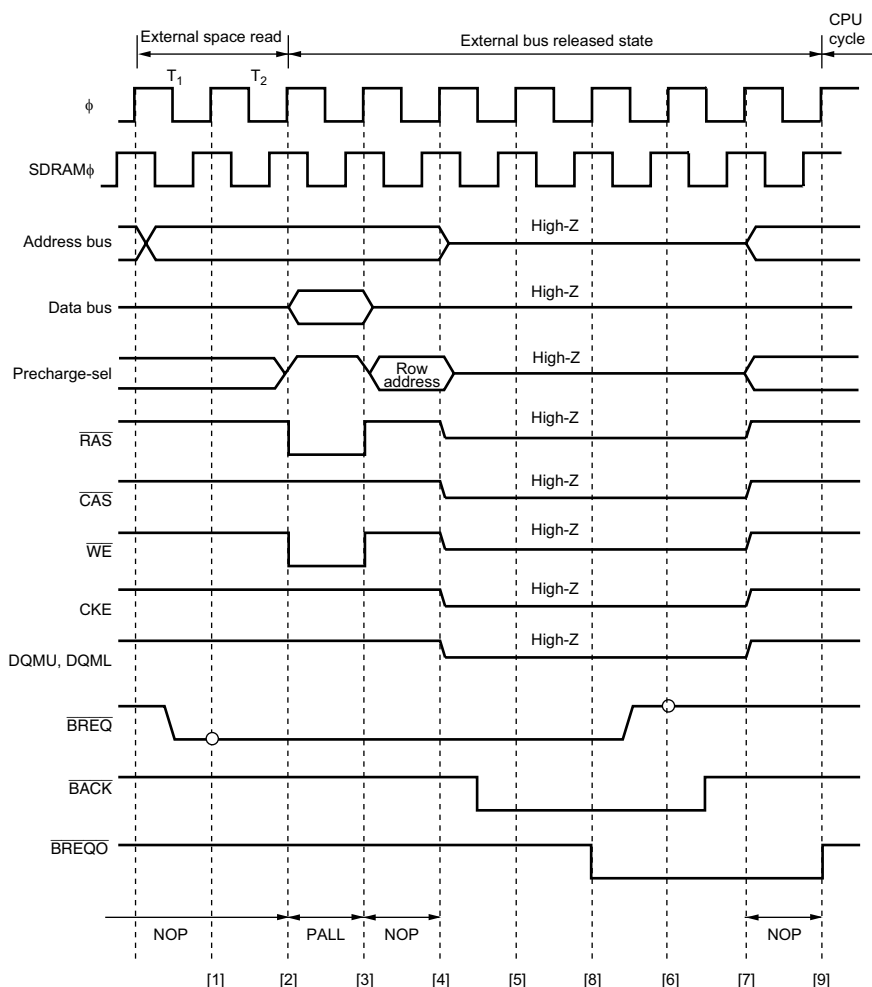 External space read
External bus released state
CPU
cycle
T1
T2
ϕ
SDRAMϕ
Address bus
High-Z
Data bus
High-Z
Precharge-sel
Row
address
High-Z
RAS
High-Z
CAS
High-Z
WE
High-Z
CKE
High-Z
DQMU, DQML
High-Z
BREQ
BACK
BREQO
NOP
PALL
NOP
NOP
[1]
[2]
[3]
[4]
[5]
[8]
[6]
[7]
[9]